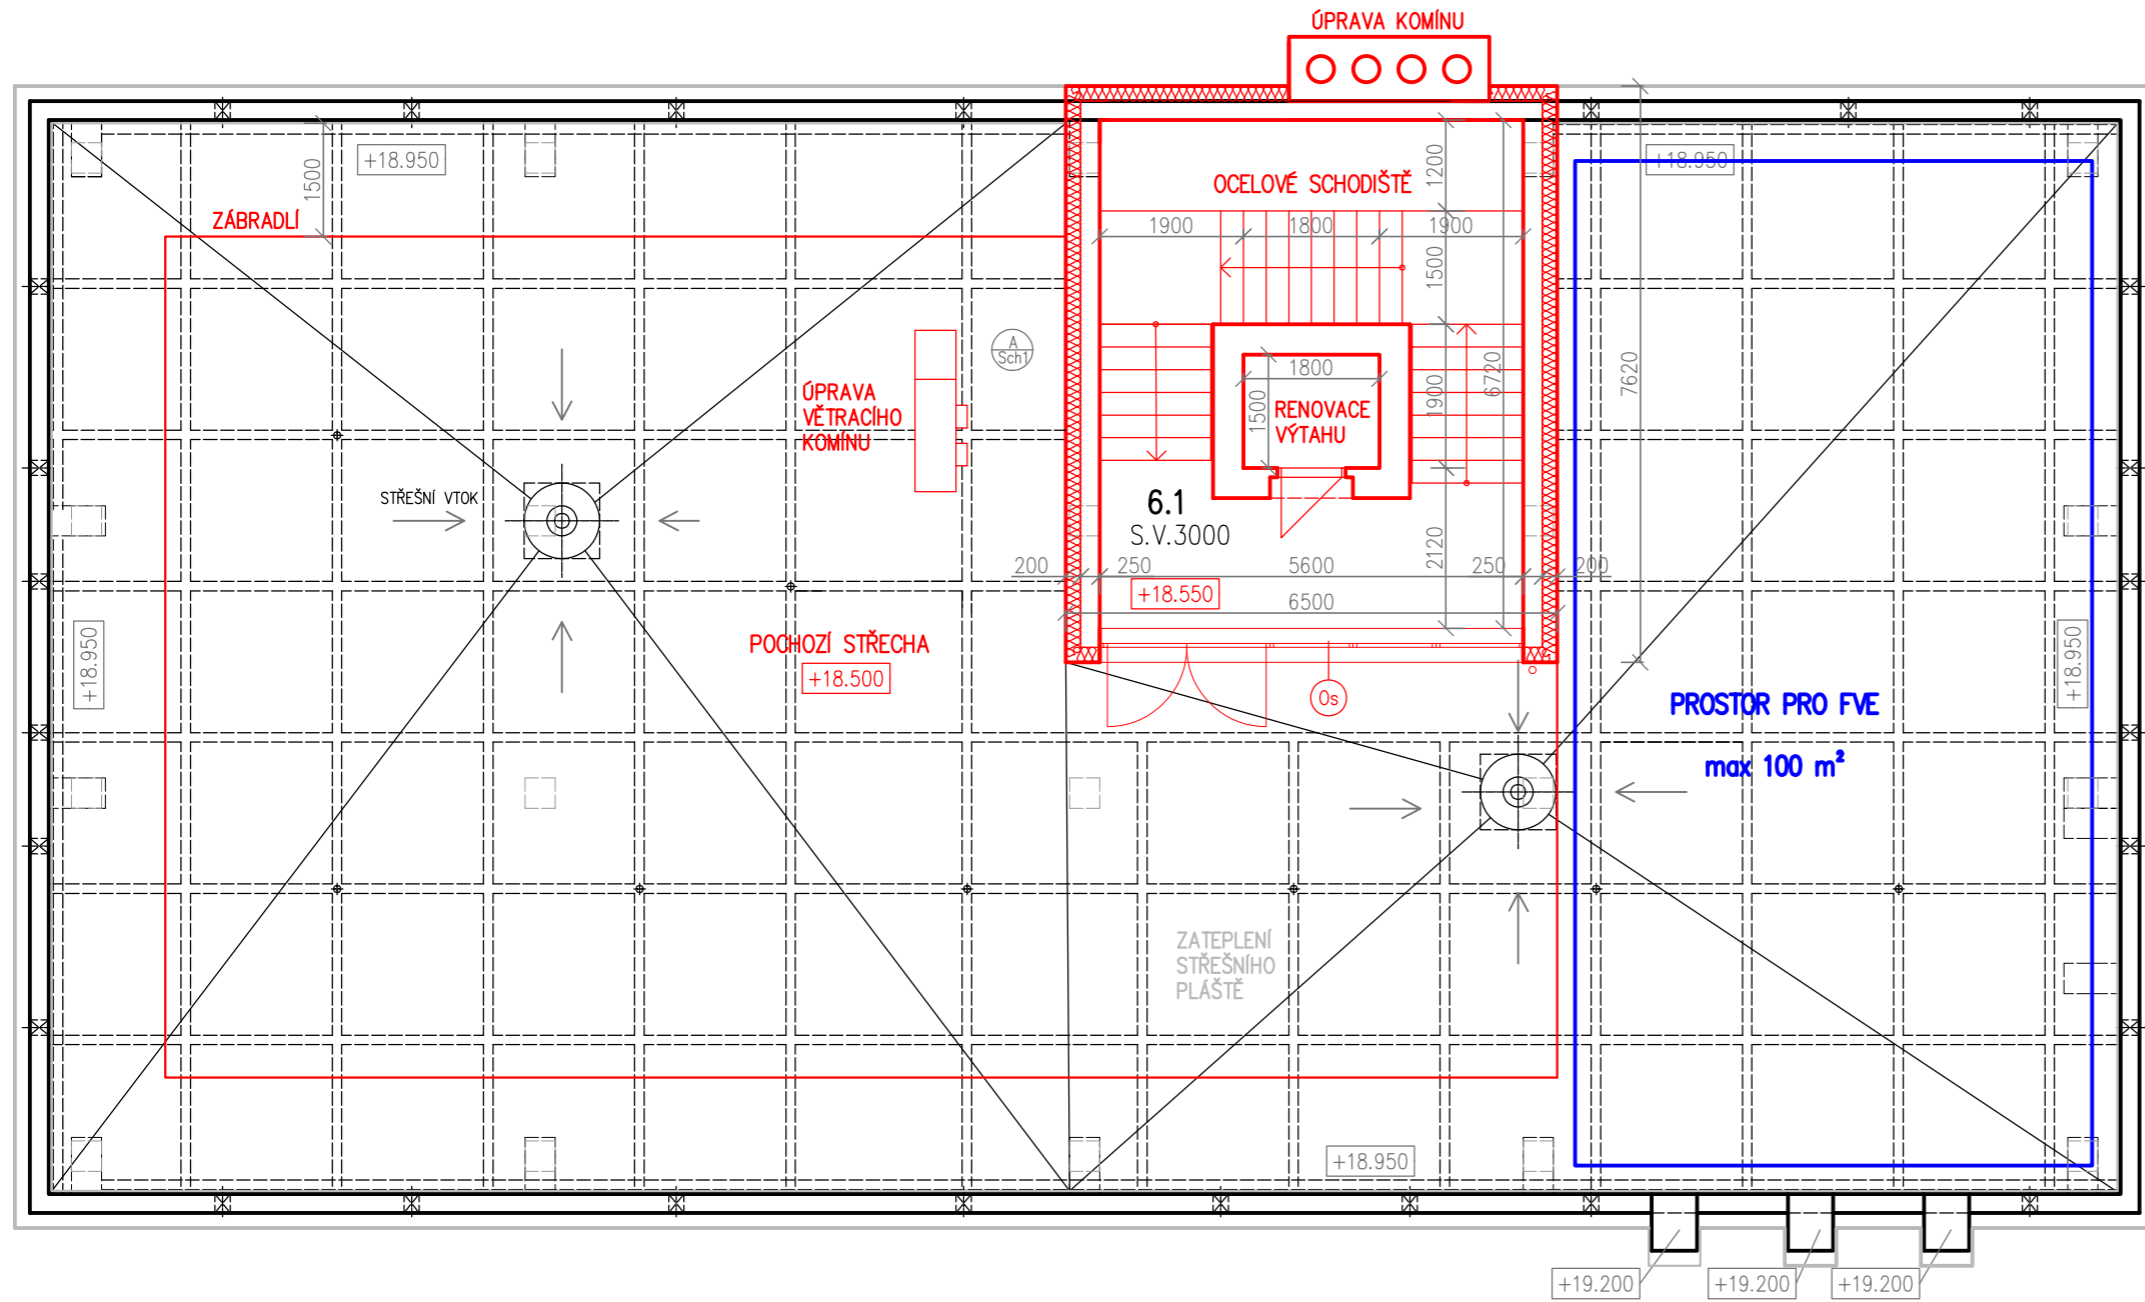 ÚPRAVA KOMÍNU
+18.950
+18.950
1500
ZÁBRADLÍ
OCELOVÉ SCHODIŠTĚ
1200
1900
1800
1900
1500
A
Sch1
1800
1500
1900
6720
7620
ÚPRAVA
VĚTRACÍHO
KOMÍNU
RENOVACE
VÝTAHU
STŘEŠNÍ VTOK
6.1
S.V.3000
2120
200
250
5600
250
200
+18.550
6500
+18.950
POCHOZÍ STŘECHA
+18.500
Os
+18.950
PROSTOR PRO FVE
max 100 m²
ZATEPLENÍ
STŘEŠNÍHO
PLÁŠTĚ
+18.950
+19.200
+19.200
+19.200